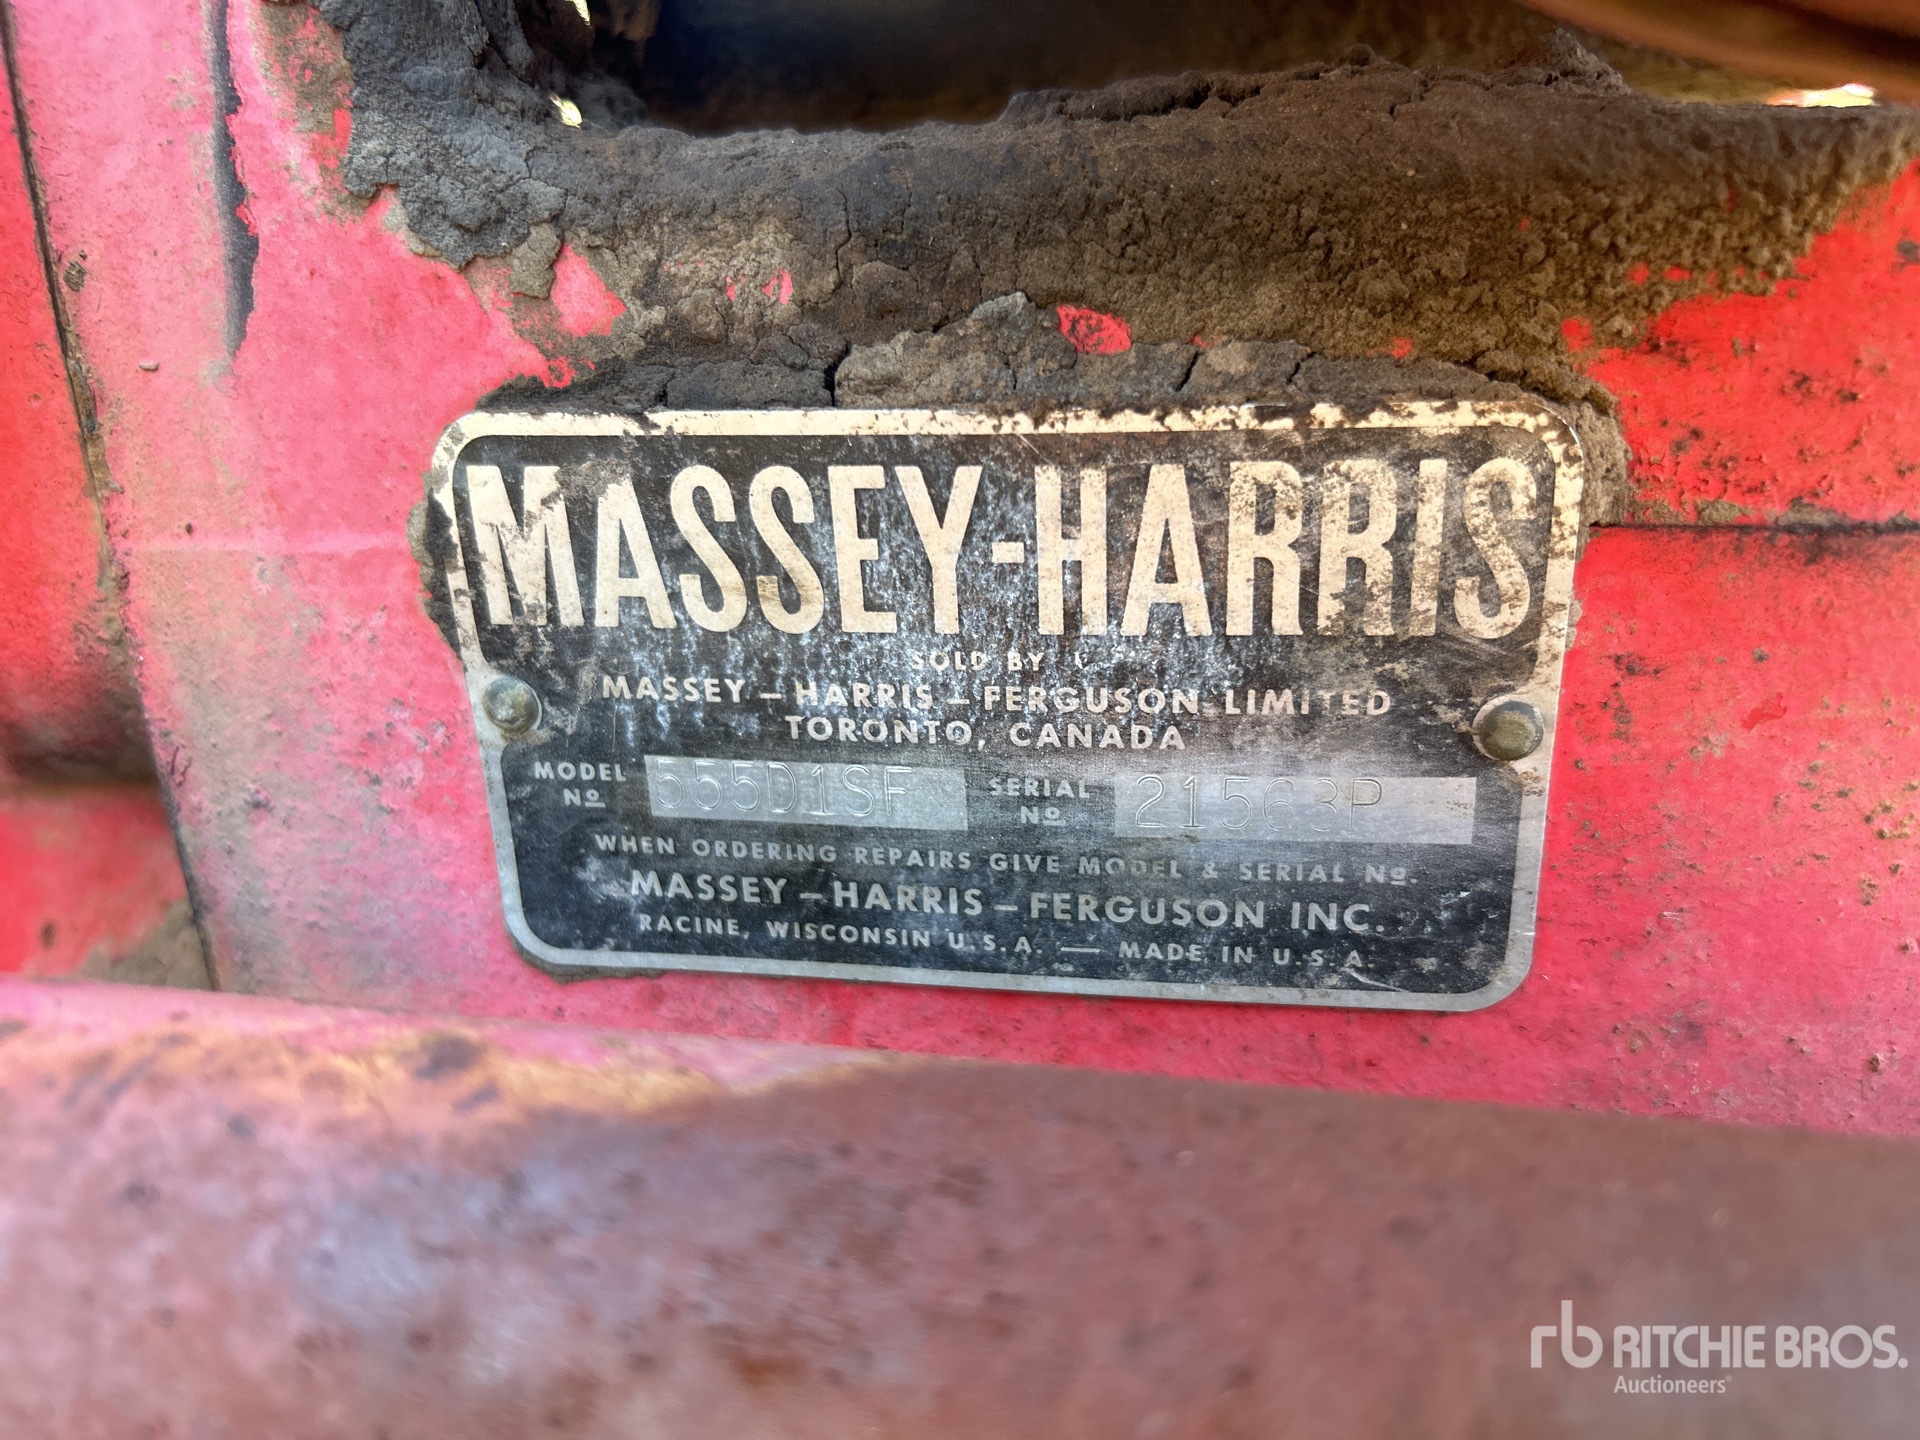 MASSEY-HARRIS
SOLD BY
MASSEY – HARRIS – FERGUSON LIMITED
TORONTO, CANADA
MODEL Nº 555D1SF SERIAL Nº 21563P
WHEN ORDERING REPAIRS GIVE MODEL & SERIAL Nº.
MASSEY – HARRIS – FERGUSON INC.
RACINE, WISCONSIN U.S.A. — MADE IN U.S.A.
rb RITCHIE BROS.
Auctioneers